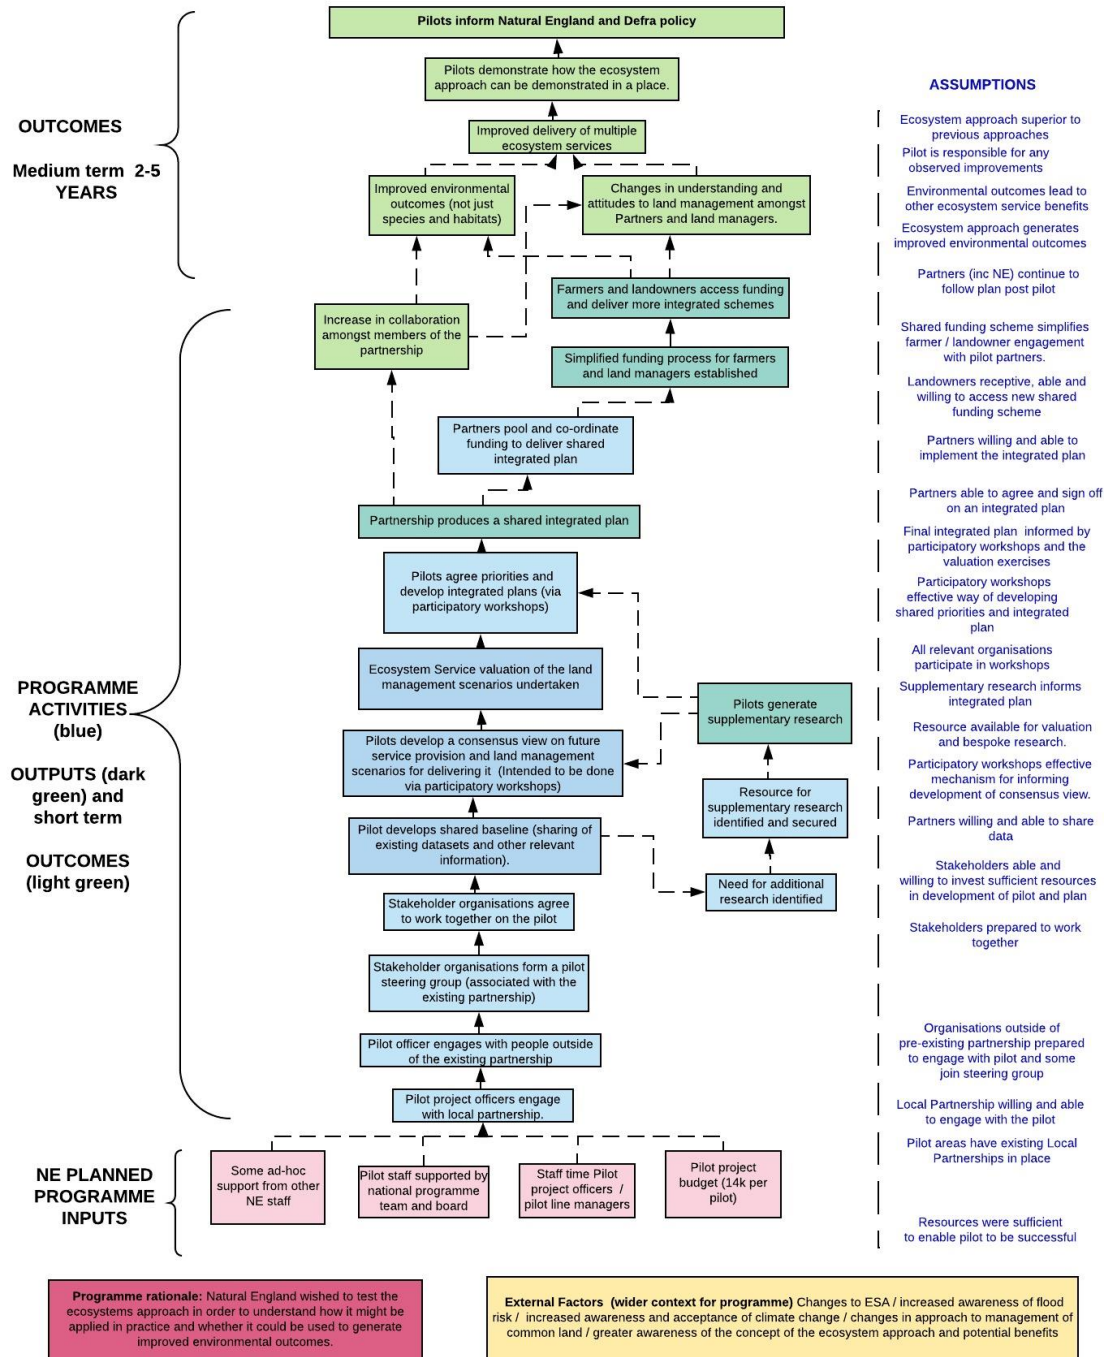 Pilots inform Natural England and Defra policy
Pilots demonstrate how the ecosystem
approach can be demonstrated in a place.
Improved delivery of multiple
ecosystem services
Improved environmental
outcomes (not just
species and habitats)
Changes in understanding and
attitudes to land management amongst
Partners and land managers.
Farmers and landowners access funding
and deliver more integrated schemes
Increase in collaboration
amongst members of the
partnership
Simplified funding process for farmers
and land managers established
Partners pool and co-ordinate
funding to deliver shared
integrated plan
Partnership produces a shared integrated plan
Pilots agree priorities and
develop integrated plans (via
participatory workshops)
Ecosystem Service valuation of the land
management scenarios undertaken
Pilots generate
supplementary research
Pilots develop a consensus view on future
service provision and land management
scenarios for delivering it (Intended to be done
via participatory workshops)
Resource for
supplementary research
identified and secured
Pilot develops shared baseline (sharing of
existing datasets and other relevant
information).
Need for additional
research identified
Stakeholder organisations agree
to work together on the pilot
Stakeholder organisations form a pilot
steering group (associated with the
existing partnership)
Pilot officer engages with people outside
of the existing partnership
Pilot project officers engage
with local partnership.
Some ad-hoc
support from other
NE staff
Pilot staff supported by
national programme
team and board
Staff time Pilot
project officers /
pilot line managers
Pilot project
budget (14k per
pilot)
OUTCOMES
Medium term 2-5
YEARS
PROGRAMME
ACTIVITIES
(blue)
OUTPUTS (dark
green) and
short term
OUTCOMES
(light green)
NE PLANNED
PROGRAMME
INPUTS
ASSUMPTIONS
Ecosystem approach superior to
previous approaches
Pilot is responsible for any
observed improvements
Environmental outcomes lead to
other ecosystem service benefits
Ecosystem approach generates
improved environmental outcomes
Partners (inc NE) continue to
follow plan post pilot
Shared funding scheme simplifies
farmer / landowner engagement
with pilot partners.
Landowners receptive, able and
willing to access new shared
funding scheme
Partners willing and able to
implement the integrated plan
Partners able to agree and sign off
on an integrated plan
Final integrated plan informed by
participatory workshops and the
valuation exercises
Participatory workshops
effective way of developing
shared priorities and integrated
plan
All relevant organisations
participate in workshops
Supplementary research informs
integrated plan
Resource available for valuation
and bespoke research.
Participatory workshops effective
mechanism for informing
development of consensus view.
Partners willing and able to share
data
Stakeholders able and
willing to invest sufficient resources
in development of pilot and plan
Stakeholders prepared to work
together
Organisations outside of
pre-existing partnership prepared
to engage with pilot and some
join steering group
Local Partnership willing and able
to engage with the pilot
Pilot areas have existing Local
Partnerships in place
Resources were sufficient
to enable pilot to be successful
Programme rationale: Natural England wished to test the
ecosystems approach in order to understand how it might be
applied in practice and whether it could be used to generate
improved environmental outcomes.
External Factors (wider context for programme) Changes to ESA / increased awareness of flood
risk / increased awareness and acceptance of climate change / changes in approach to management of
common land / greater awareness of the concept of the ecosystem approach and potential benefits